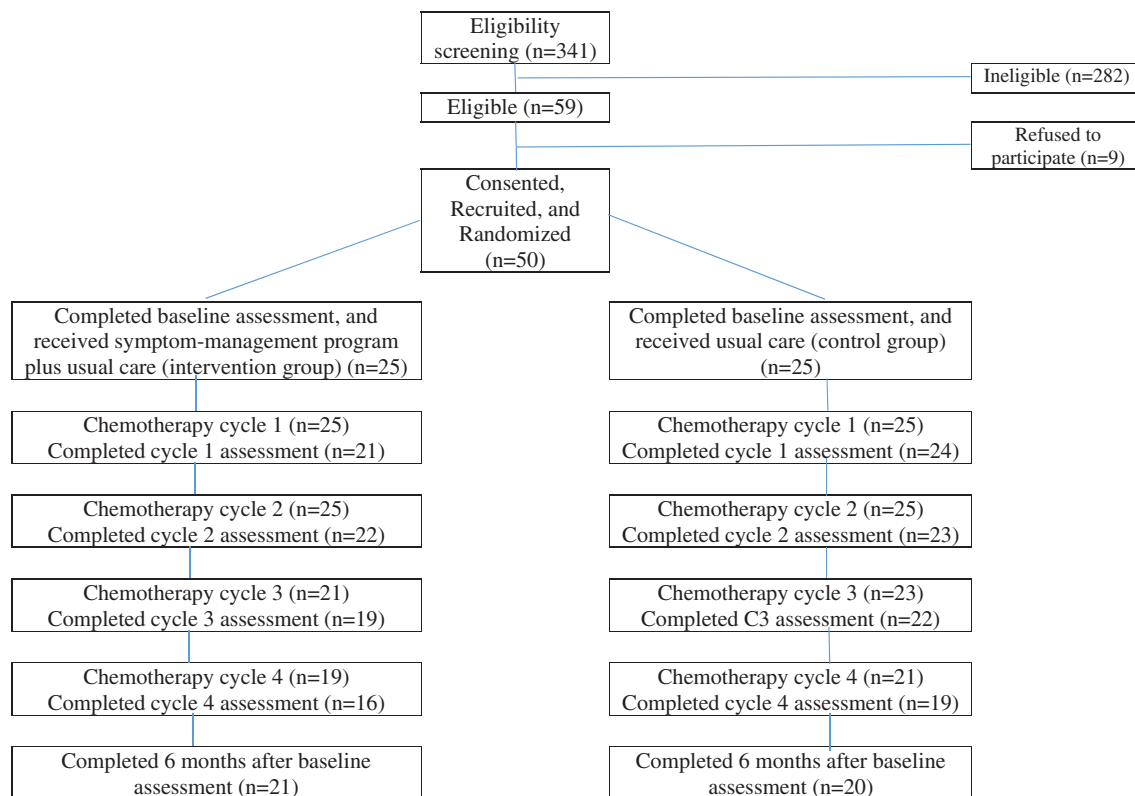 Eligibility
screening (n=341)
Ineligible (n=282)
Eligible (n=59)
Refused to
participate (n=9)
Consented,
Recruited, and
Randomized
(n=50)
Completed baseline assessment, and
received symptom-management program
plus usual care (intervention group) (n=25)
Completed baseline assessment, and
received usual care (control group)
(n=25)
Chemotherapy cycle 1 (n=25)
Completed cycle 1 assessment (n=21)
Chemotherapy cycle 1 (n=25)
Completed cycle 1 assessment (n=24)
Chemotherapy cycle 2 (n=25)
Completed cycle 2 assessment (n=22)
Chemotherapy cycle 2 (n=25)
Completed cycle 2 assessment (n=23)
Chemotherapy cycle 3 (n=21)
Completed cycle 3 assessment (n=19)
Chemotherapy cycle 3 (n=23)
Completed C3 assessment (n=22)
Chemotherapy cycle 4 (n=19)
Completed cycle 4 assessment (n=16)
Chemotherapy cycle 4 (n=21)
Completed cycle 4 assessment (n=19)
Completed 6 months after baseline
assessment (n=21)
Completed 6 months after baseline
assessment (n=20)